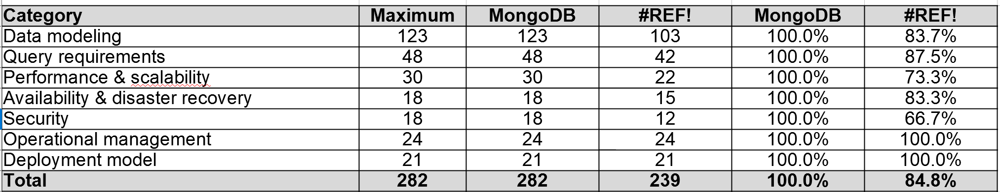 Category Maximum MongoDB #REF! MongoDB #REF!
Data modeling 123 123 103 100.0% 83.7%
Query requirements 48 48 42 100.0% 87.5%
Performance & scalability 30 30 22 100.0% 73.3%
Availability & disaster recovery 18 18 15 100.0% 83.3%
Security 18 18 12 100.0% 66.7%
Operational management 24 24 24 100.0% 100.0%
Deployment model 21 21 21 100.0% 100.0%
Total 282 282 239 100.0% 84.8%